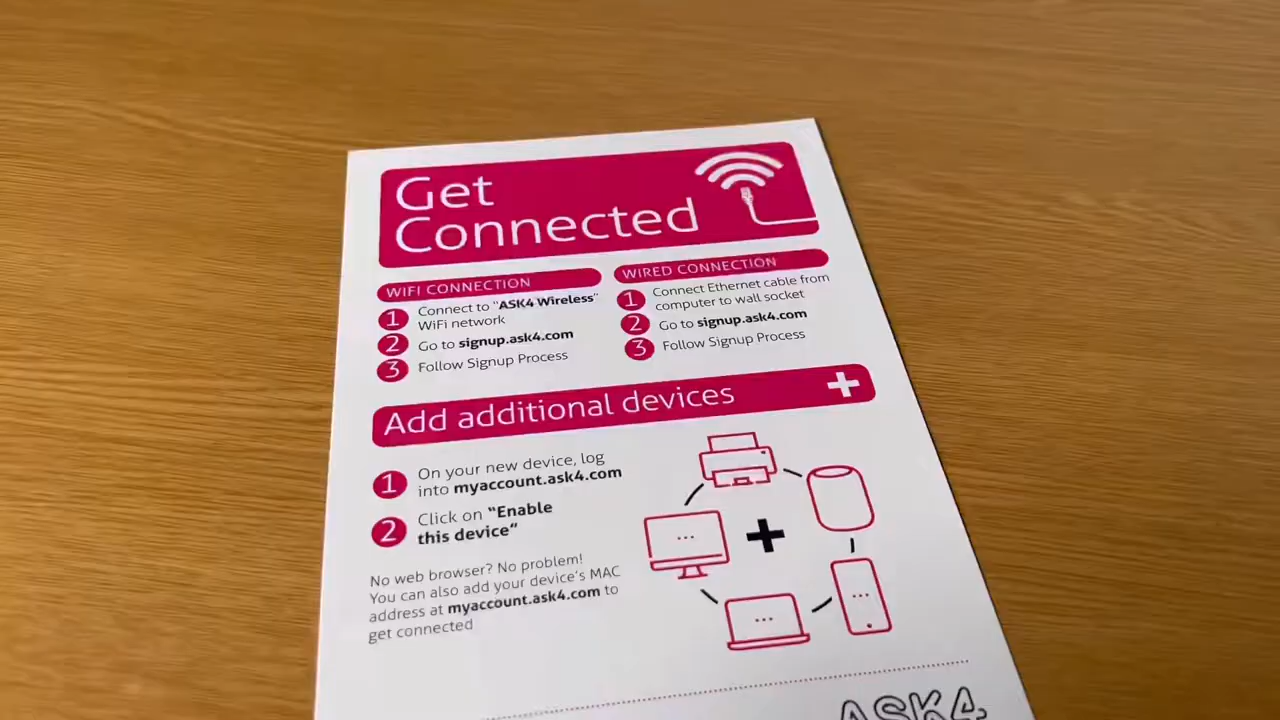 Get
Connected
WIFI CONNECTION
1 Connect to "ASK4 Wireless"
WiFi network
2 Go to signup.ask4.com
3 Follow Signup Process
WIRED CONNECTION
1 Connect Ethernet cable from
computer to wall socket
2 Go to signup.ask4.com
3 Follow Signup Process
Add additional devices
1 On your new device, log
into myaccount.ask4.com
2 Click on "Enable
this device"
No web browser? No problem!
You can also add your device's MAC
address at myaccount.ask4.com to
get connected
ASK4